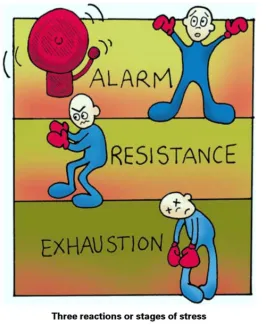 ALARM
RESISTANCE
EXHAUSTION
Three reactions or stages of stress